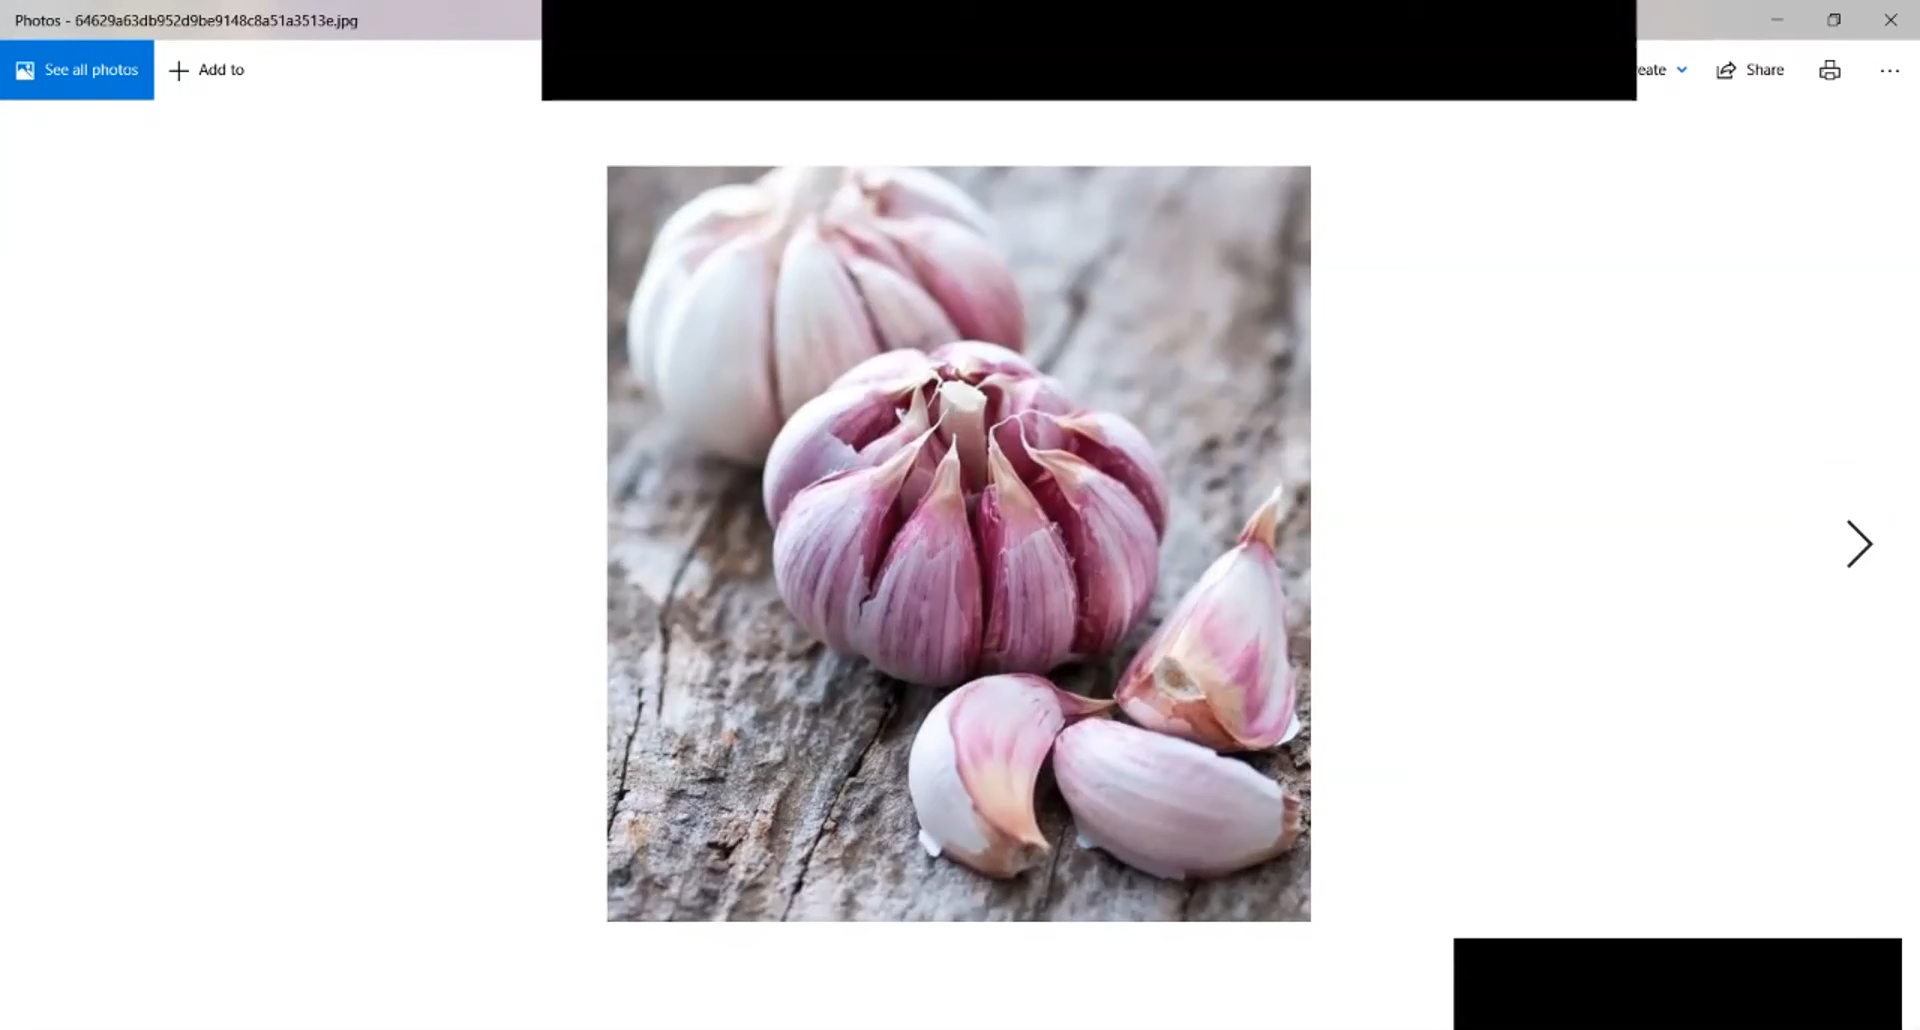 Photos - 64629a63db952d9be9148c8a51a3513e.jpg
See all photos
Add to
eate
Share